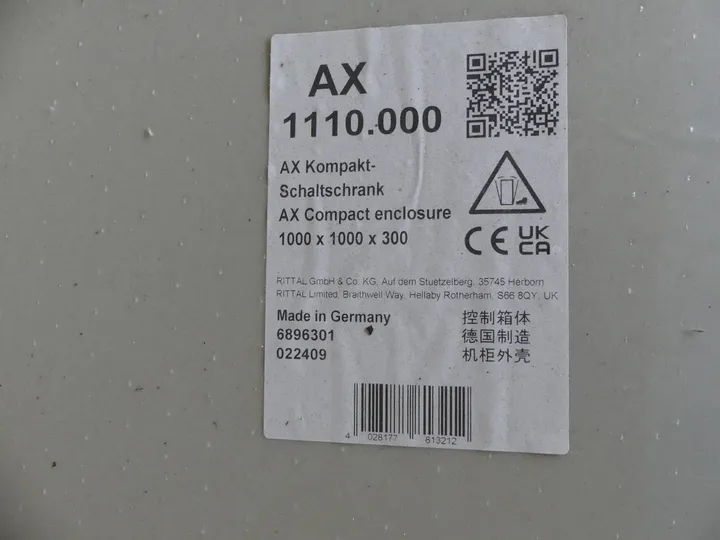 AX
1110.000
AX Kompakt-
Schaltschrank
AX Compact enclosure
1000 x 1000 x 300
CE UK
CA
RITTAL GmbH & Co. KG, Auf dem Stuetzelberg, 35745 Herborn
RITTAL Limited, Braithwell Way, Hellaby Rotherham, S66 8QY, UK
Made in Germany
6896301
022409
控制箱体
德国制造
机柜外壳
4 028177 613212